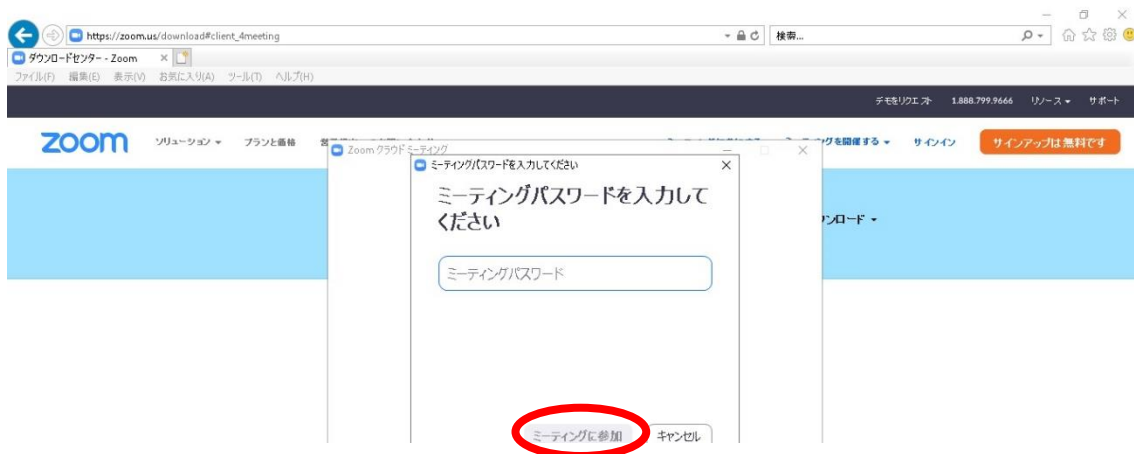 https://zoom.us/download#client_4meeting
検索...
ダウンロードセンター - Zoom
ファイル(F) 編集(E) 表示(V) お気に入り(A) ツール(T) ヘルプ(H)
デモをリクエスト 1.888.799.9666 リソース サポート
zoom ソリューション プランと価格 を開催する サインイン サインアップは無料です
Zoom クラウド ミーティング
ミーティングパスワードを入力してください
ミーティングパスワードを入力して
ください
ウンロード
ミーティングパスワード
ミーティングに参加 キャンセル